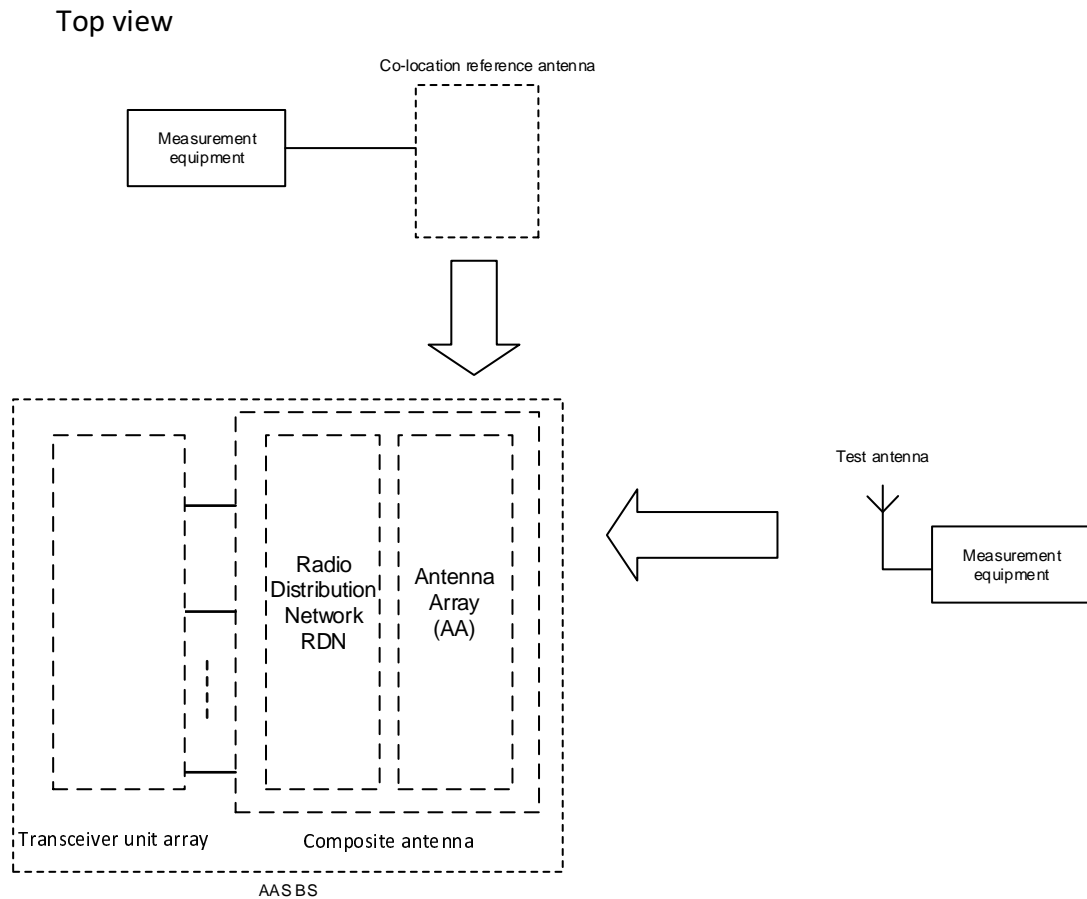 Top view
Co-location reference antenna
Measurement
equipment
Test antenna
Measurement
equipment
Radio
Distribution
Network
RDN
Antenna
Array
(AA)
Transceiver unit array
Composite antenna
AAS BS